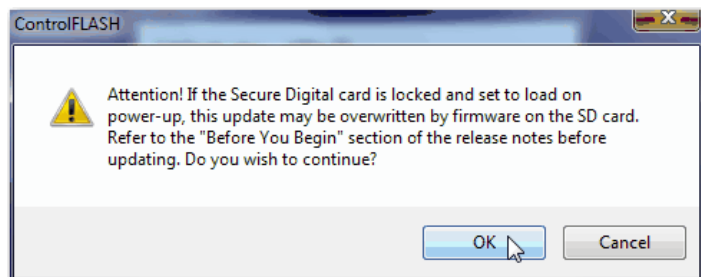 ControlFLASH
Attention! If the Secure Digital card is locked and set to load on
power-up, this update may be overwritten by firmware on the SD card.
Refer to the "Before You Begin" section of the release notes before
updating. Do you wish to continue?
OK
Cancel